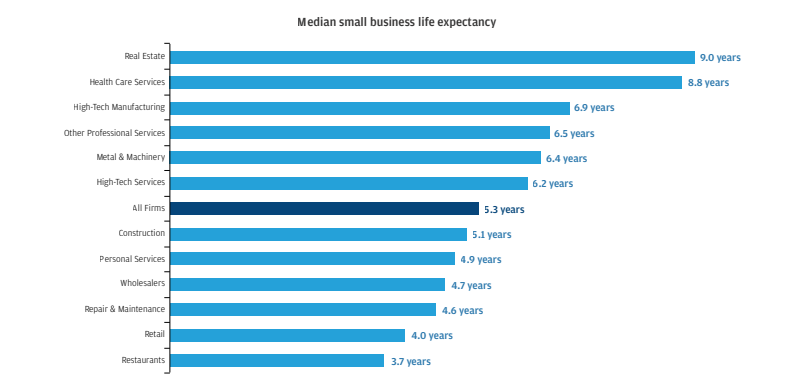 Median small business life expectancy
Real Estate 9.0 years
Health Care Services 8.8 years
High-Tech Manufacturing 6.9 years
Other Professional Services 6.5 years
Metal & Machinery 6.4 years
High-Tech Services 6.2 years
All Firms 5.3 years
Construction 5.1 years
Personal Services 4.9 years
Wholesalers 4.7 years
Repair & Maintenance 4.6 years
Retail 4.0 years
Restaurants 3.7 years